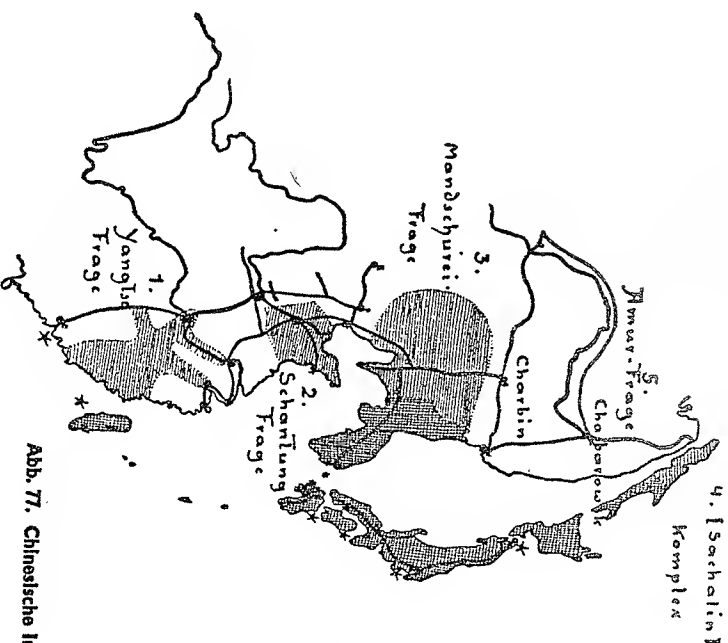 4. [Sachalin]
Komplex
5.
Amur-Frage
Chabarowsk
Charbin
3.
Mandschurei-
Frage
2.
Schantung
Frage
1.
Yangtse
Frage
Abb. 77. Chinesische